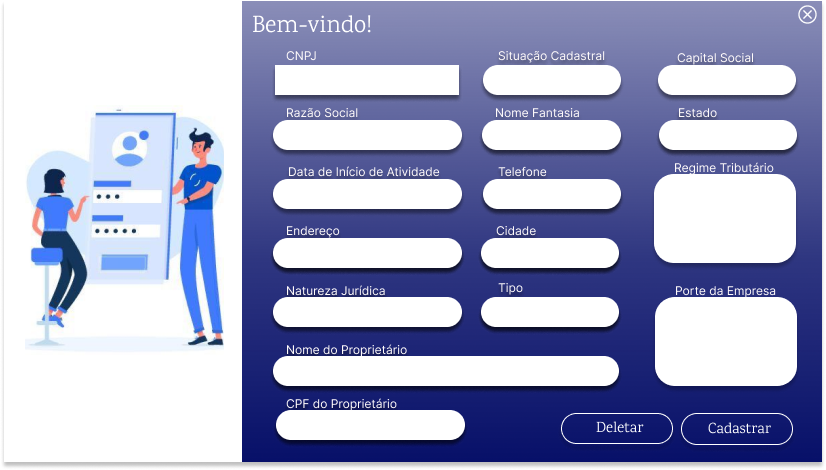 Bem-vindo!
CNPJ
Situação Cadastral
Capital Social
Razão Social
Nome Fantasia
Estado
Data de Início de Atividade
Telefone
Regime Tributário
Endereço
Cidade
Natureza Jurídica
Tipo
Porte da Empresa
Nome do Proprietário
CPF do Proprietário
Deletar
Cadastrar